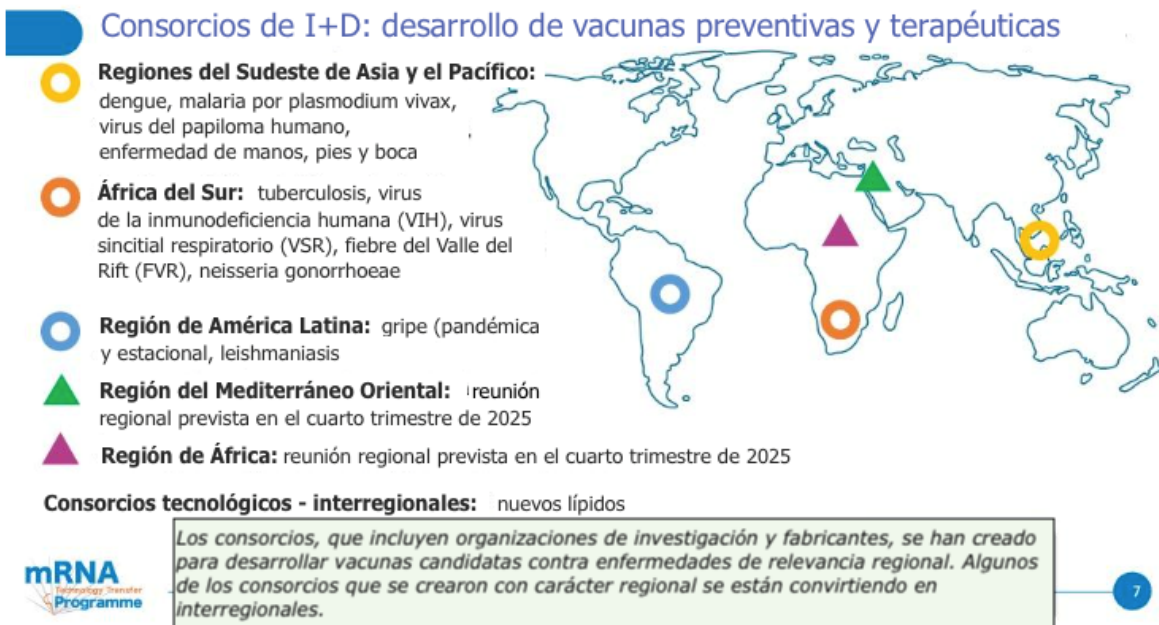 Consorcios de I+D: desarrollo de vacunas preventivas y terapéuticas
Regiones del Sudeste de Asia y el Pacífico:
dengue, malaria por plasmodium vivax,
virus del papiloma humano,
enfermedad de manos, pies y boca
África del Sur: tuberculosis, virus
de la inmunodeficiencia humana (VIH), virus
sincitial respiratorio (VSR), fiebre del Valle del
Rift (FVR), neisseria gonorrhoeae
Región de América Latina: gripe (pandémica
y estacional, leishmaniasis
Región del Mediterráneo Oriental: reunión
regional prevista en el cuarto trimestre de 2025
Región de África: reunión regional prevista en el cuarto trimestre de 2025
Consorcios tecnológicos - interregionales: nuevos lípidos
Los consorcios, que incluyen organizaciones de investigación y fabricantes, se han creado
para desarrollar vacunas candidatas contra enfermedades de relevancia regional. Algunos
de los consorcios que se crearon con carácter regional se están convirtiendo en
interregionales.
mRNA
Technology Transfer
Programme
7